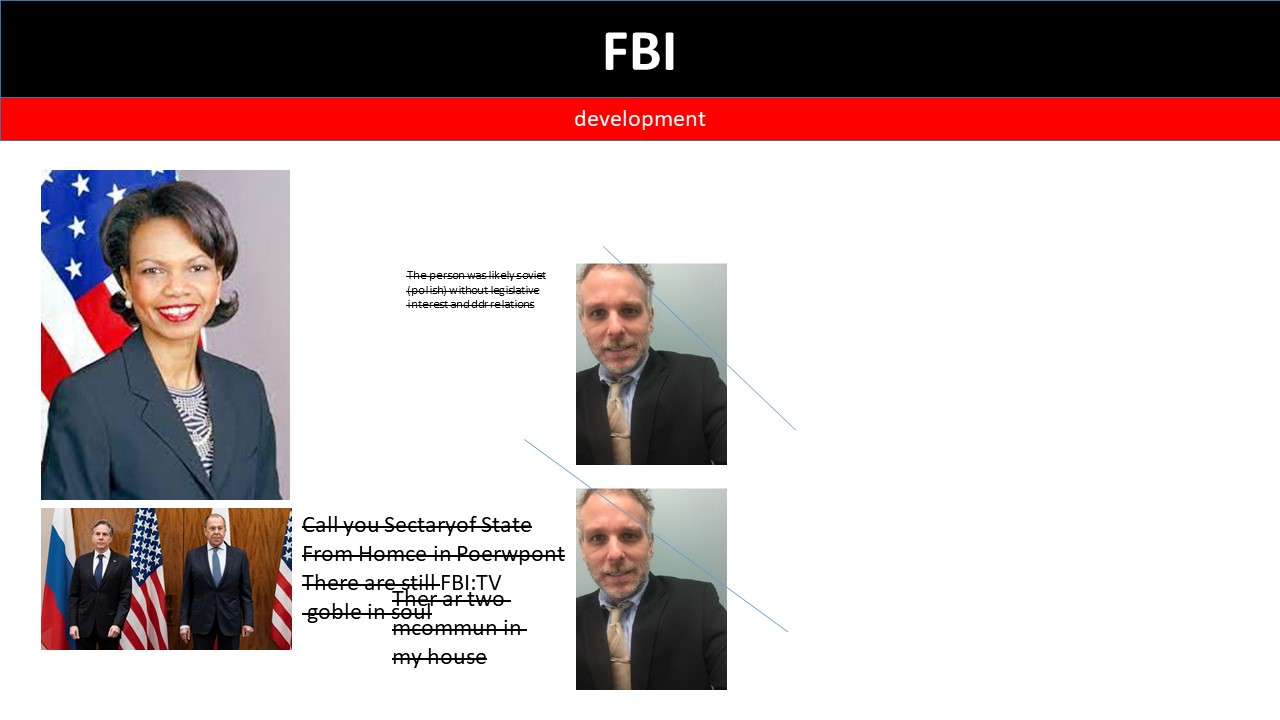 FBI
development
The person was likely soviet
(polish) without legislative
interest and ddr relations
Call you Sectaryof State
From Homce in Poerwpont
There are still FBI:TV
goble in soul
Ther ar two
mcommun in
my house